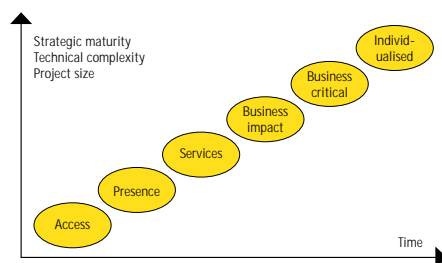 Strategic maturity
Technical complexity
Project size
Individ-
ualised
Business
critical
Business
impact
Services
Presence
Access
Time